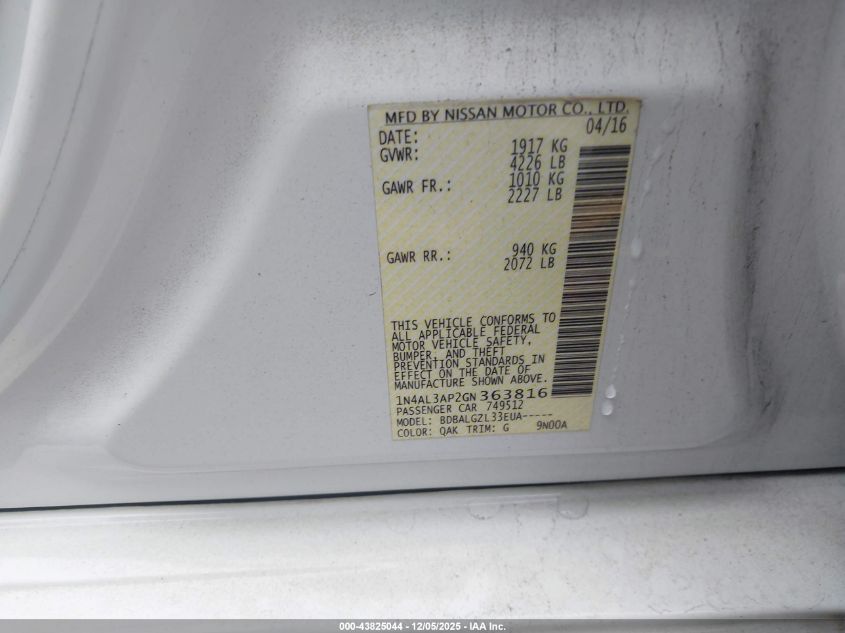 MFD BY NISSAN MOTOR CO., LTD.
DATE: 04/16
GVWR: 1917 KG
4226 LB
GAWR FR.: 1010 KG
2227 LB
GAWR RR.: 940 KG
2072 LB
THIS VEHICLE CONFORMS TO
ALL APPLICABLE FEDERAL
MOTOR VEHICLE SAFETY,
BUMPER, AND THEFT
PREVENTION STANDARDS IN
EFFECT ON THE DATE OF
MANUFACTURE SHOWN ABOVE.
1N4AL3AP2GN363816
PASSENGER CAR 749512
MODEL: BDBALGZL33EUA-----
COLOR: QAK TRIM: G 9N00A
000-43825044 - 12/05/2025 - IAA Inc.